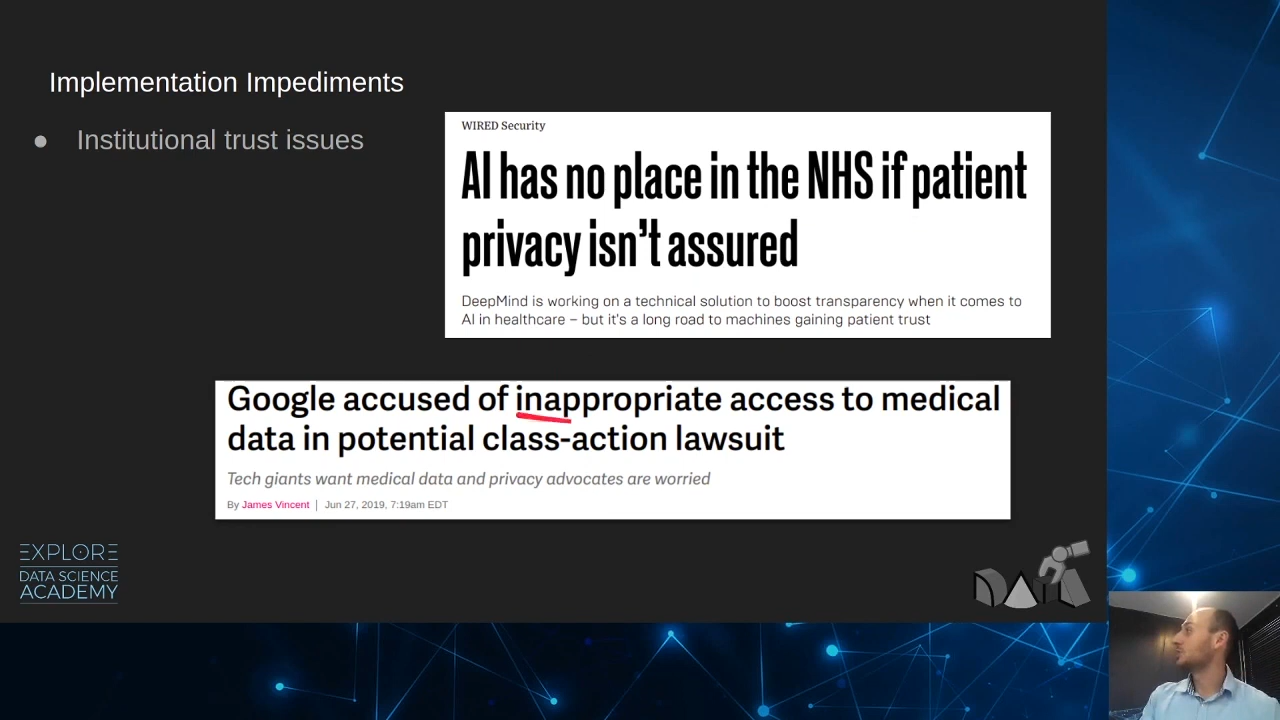 Implementation Impediments
● Institutional trust issues
WIRED Security
AI has no place in the NHS if patient
privacy isn't assured
DeepMind is working on a technical solution to boost transparency when it comes to
AI in healthcare – but it's a long road to machines gaining patient trust
Google accused of inappropriate access to medical
data in potential class-action lawsuit
Tech giants want medical data and privacy advocates are worried
By James Vincent | Jun 27, 2019, 7:19am EDT
EXPLORE
DATA SCIENCE
ACADEMY